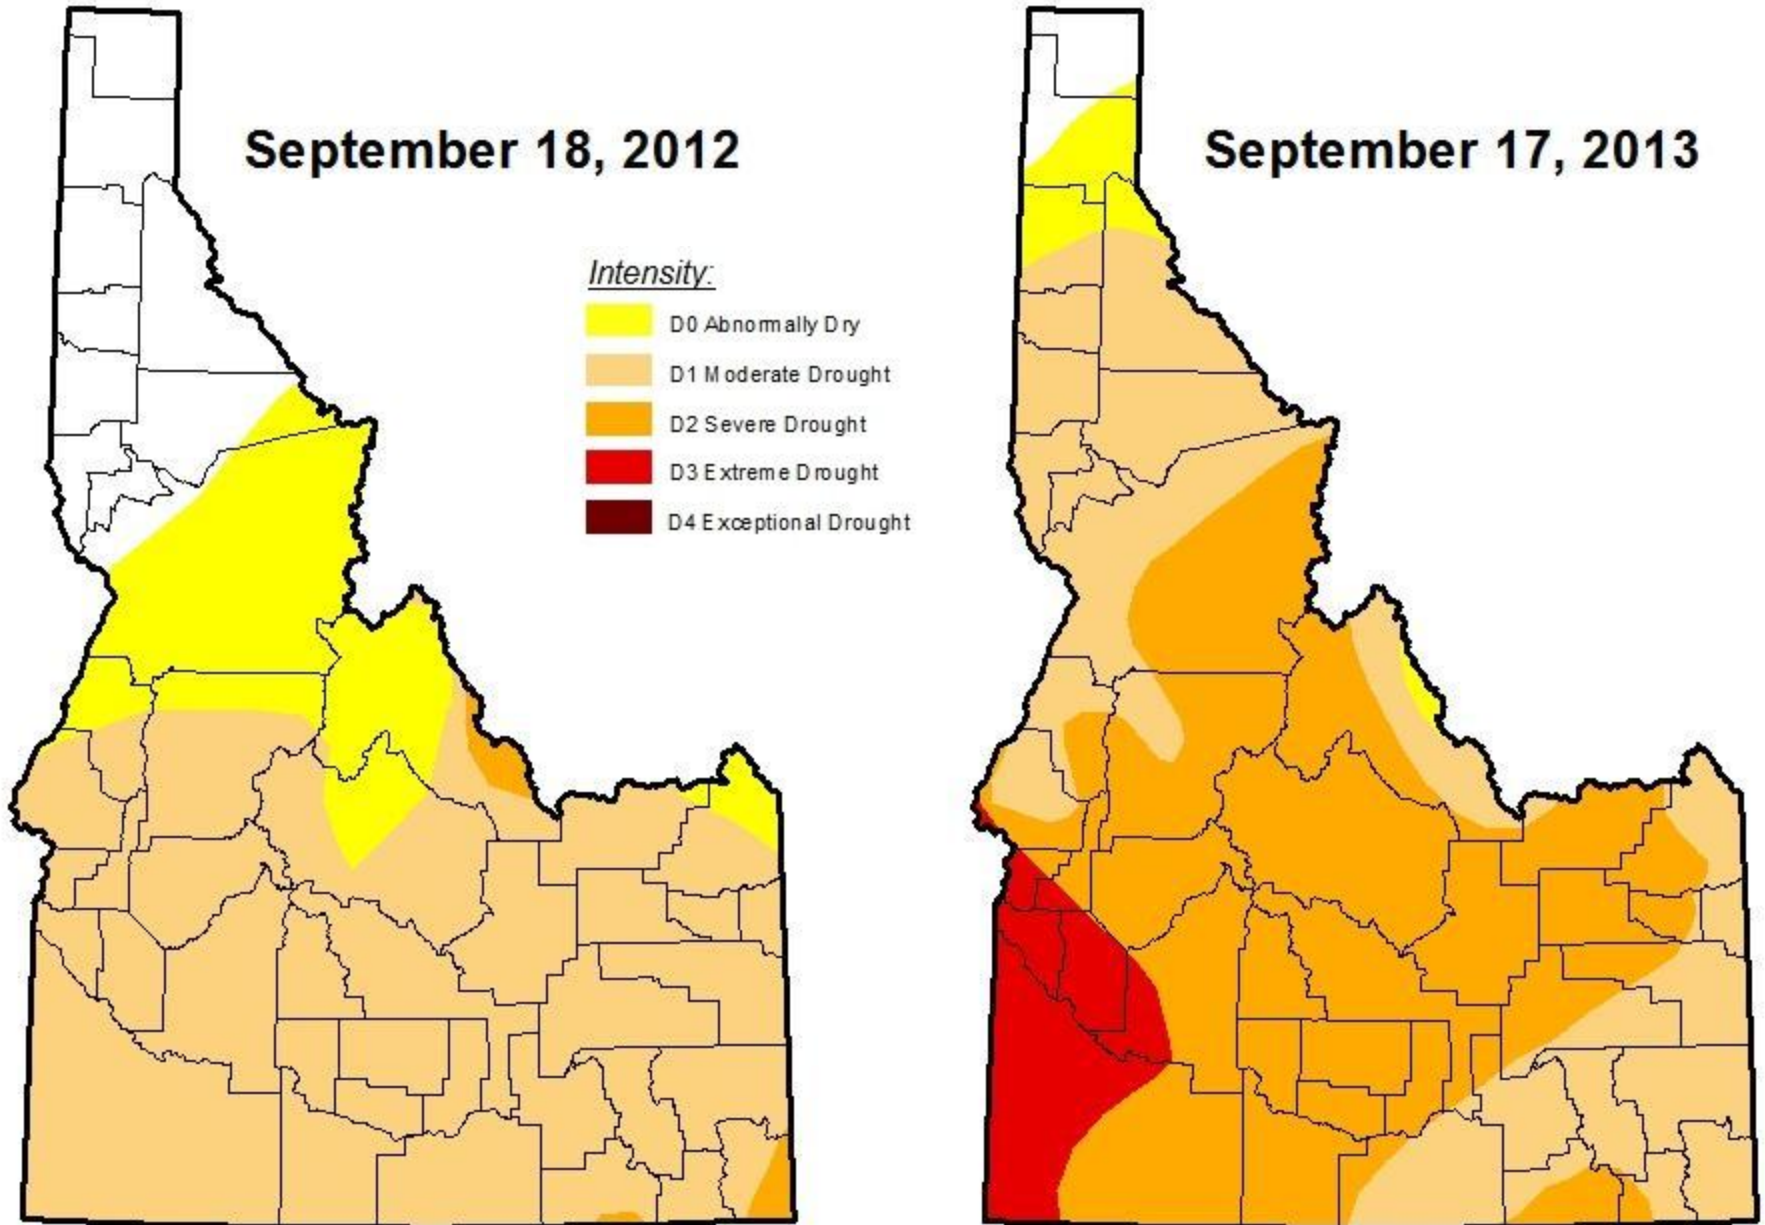 September 18, 2012
September 17, 2013
Intensity:
D0 Abnormally Dry
D1 Moderate Drought
D2 Severe Drought
D3 Extreme Drought
D4 Exceptional Drought